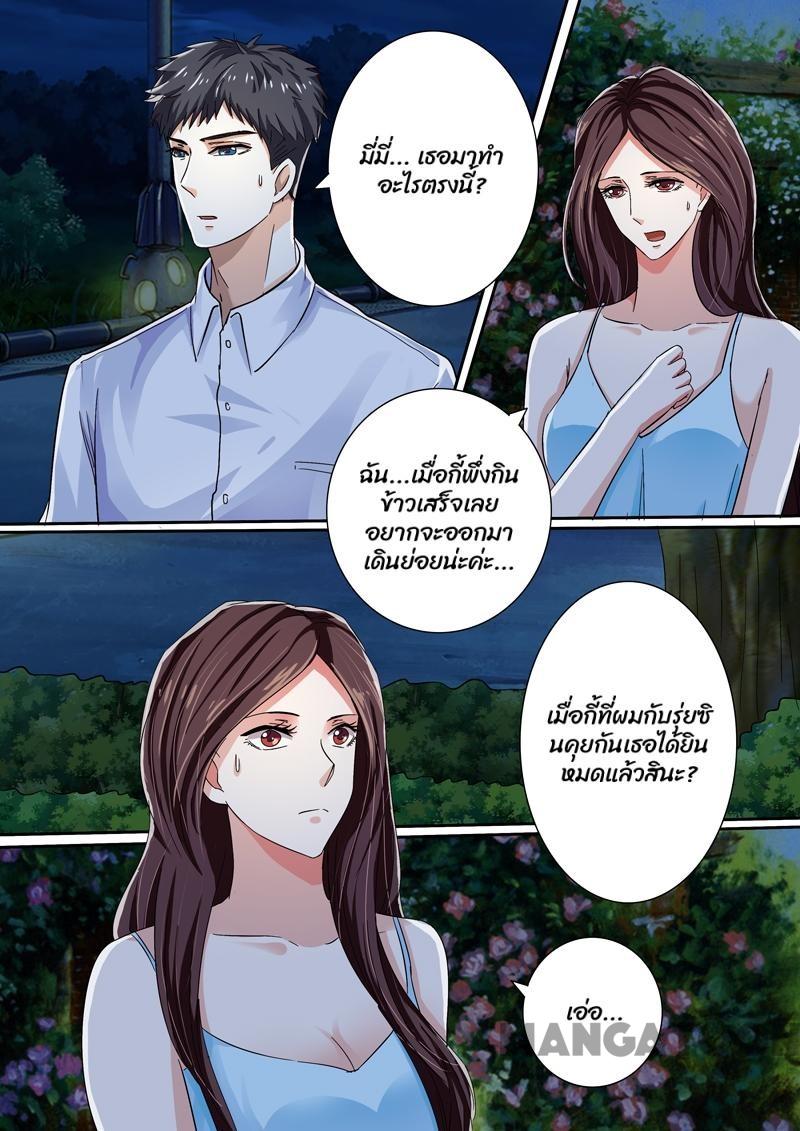 มี่มี่... เธอมาทำ
อะไรตรงนี้?
ฉัน...เมื่อกี้พึ่งกิน
ข้าวเสร็จเลย
อยากจะออกมา
เดินย่อยน่ะค่ะ...
เมื่อกี้ที่ผมกับรุ่ยซิ
นคุยกันเธอได้ยิน
หมดแล้วสินะ?
เอ่อ...
MANGA